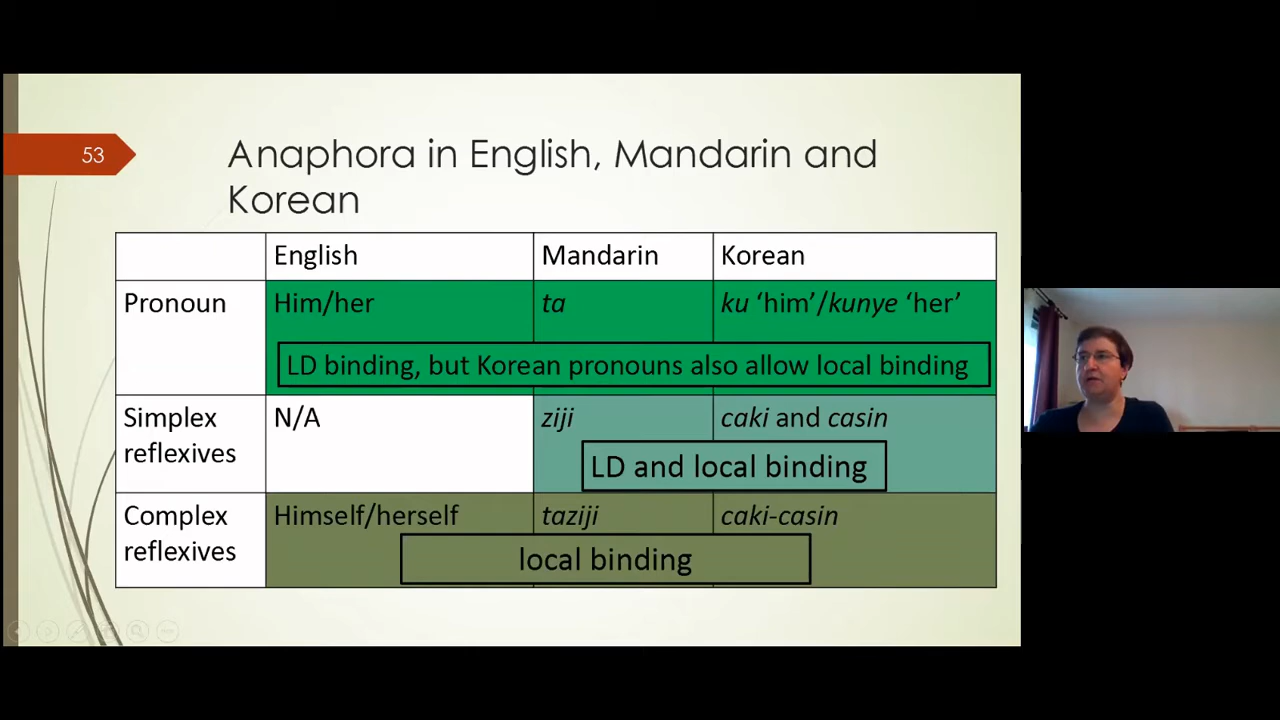 53
Anaphora in English, Mandarin and
Korean
English Mandarin Korean
Pronoun Him/her ta ku ‘him’/kunye ‘her’
LD binding, but Korean pronouns also allow local binding
Simplex N/A ziji caki and casin
reflexives
LD and local binding
Complex Himself/herself taziji caki-casin
reflexives
local binding